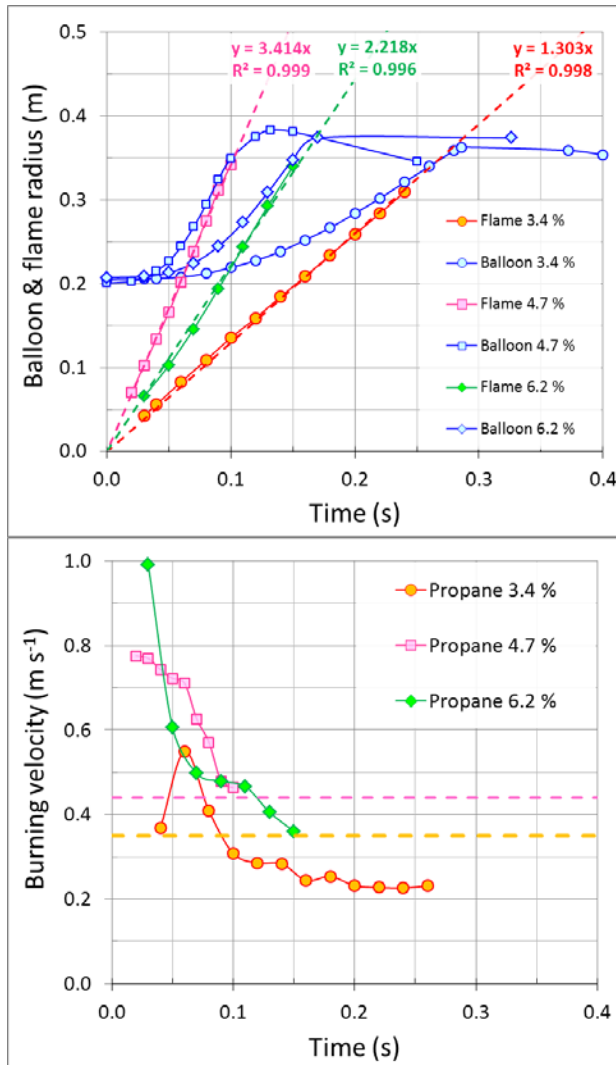 y = 3.414x
R² = 0.999
y = 2.218x
R² = 0.996
y = 1.303x
R² = 0.998
Balloon & flame radius (m)
0.5
0.4
0.3
0.2
0.1
0.0
Flame 3.4 %
Balloon 3.4 %
Flame 4.7 %
Balloon 4.7 %
Flame 6.2 %
Balloon 6.2 %
0.0 0.1 0.2 0.3 0.4
Time (s)
Burning velocity (m s⁻¹)
1.0
0.8
0.6
0.4
0.2
0.0
Propane 3.4 %
Propane 4.7 %
Propane 6.2 %
0.0 0.1 0.2 0.3 0.4
Time (s)